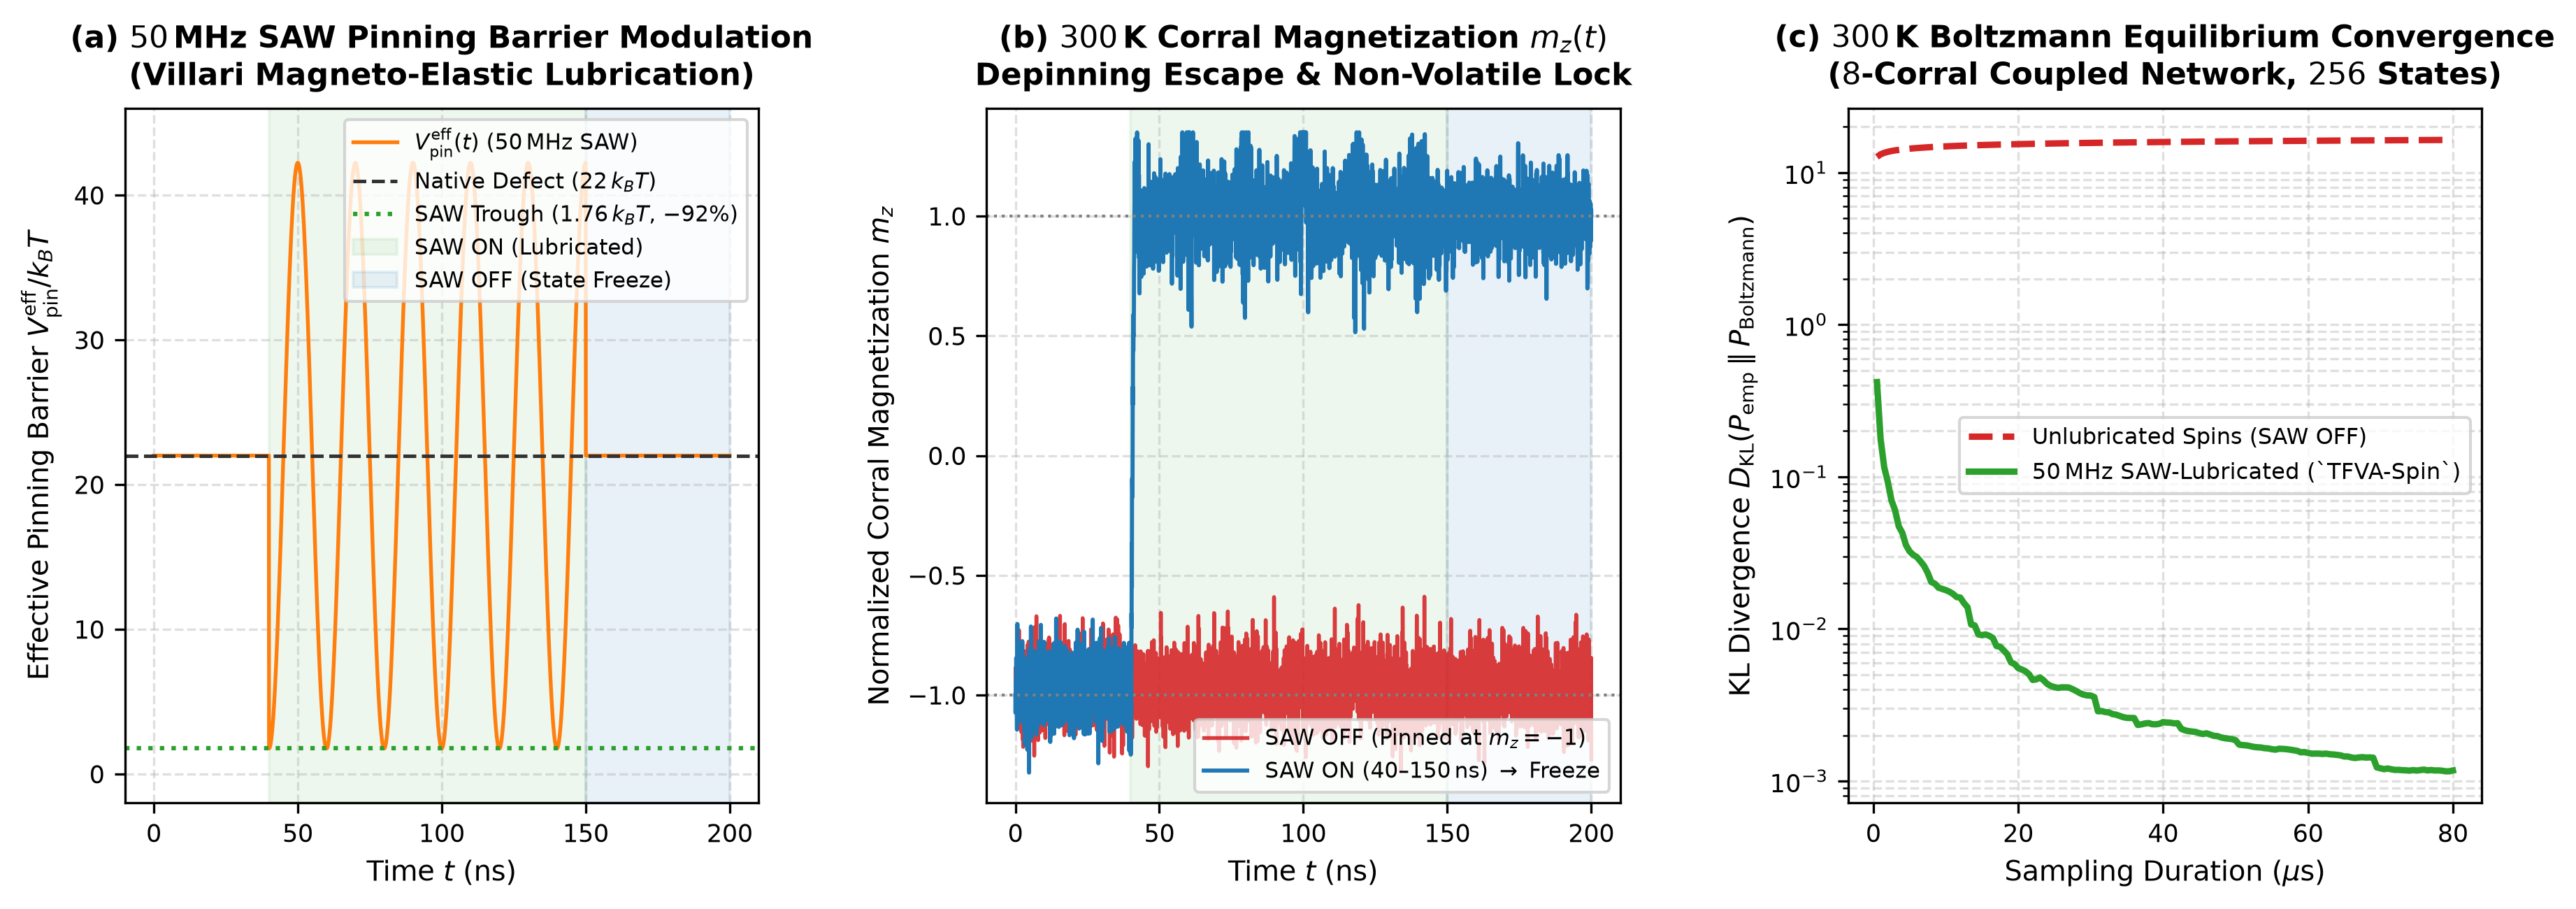 (a) 50 MHz SAW Pinning Barrier Modulation
(Villari Magneto-Elastic Lubrication)
Effective Pinning Barrier V_pin^eff/k_BT
40
30
20
10
0
V_pin^eff(t) (50 MHz SAW)
Native Defect (22 k_BT)
SAW Trough (1.76 k_BT, −92%)
SAW ON (Lubricated)
SAW OFF (State Freeze)
0 50 100 150 200
Time t (ns)
(b) 300 K Corral Magnetization m_z(t)
Depinning Escape & Non-Volatile Lock
Normalized Corral Magnetization m_z
1.0
0.5
0.0
−0.5
−1.0
SAW OFF (Pinned at m_z = −1)
SAW ON (40–150 ns) → Freeze
0 50 100 150 200
Time t (ns)
(c) 300 K Boltzmann Equilibrium Convergence
(8-Corral Coupled Network, 256 States)
KL Divergence D_KL(P_emp ∥ P_Boltzmann)
10¹
10⁰
10⁻¹
10⁻²
10⁻³
Unlubricated Spins (SAW OFF)
50 MHz SAW-Lubricated (`TFVA-Spin`)
0 20 40 60 80
Sampling Duration (μs)